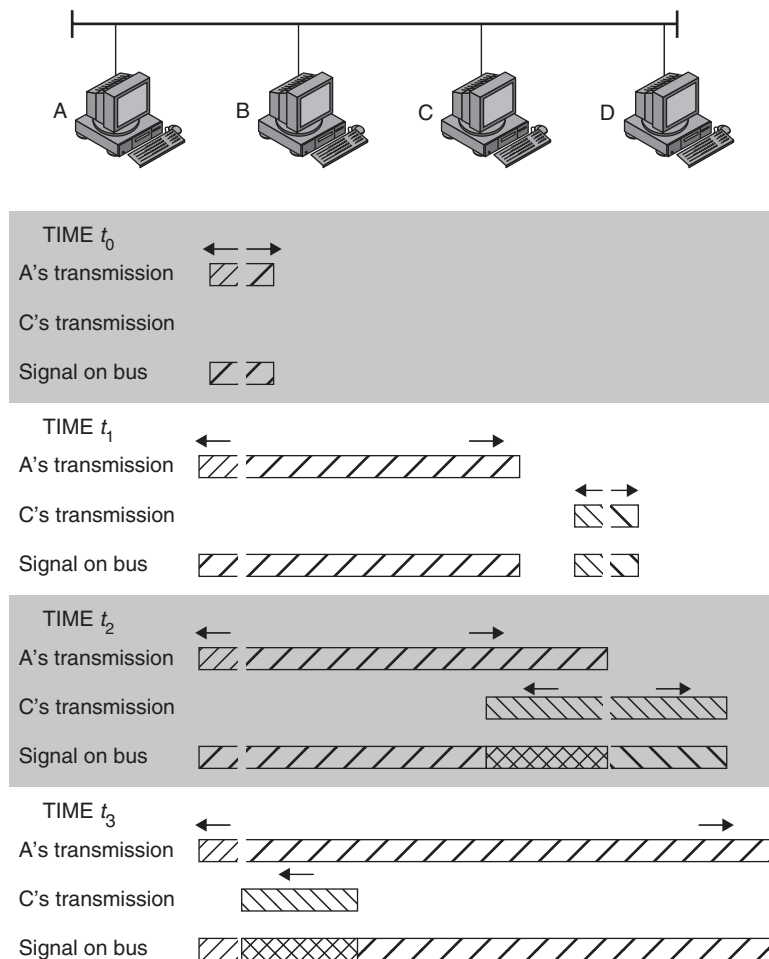 A
B
C
D
TIME t0
A's transmission
C's transmission
Signal on bus
TIME t1
A's transmission
C's transmission
Signal on bus
TIME t2
A's transmission
C's transmission
Signal on bus
TIME t3
A's transmission
C's transmission
Signal on bus